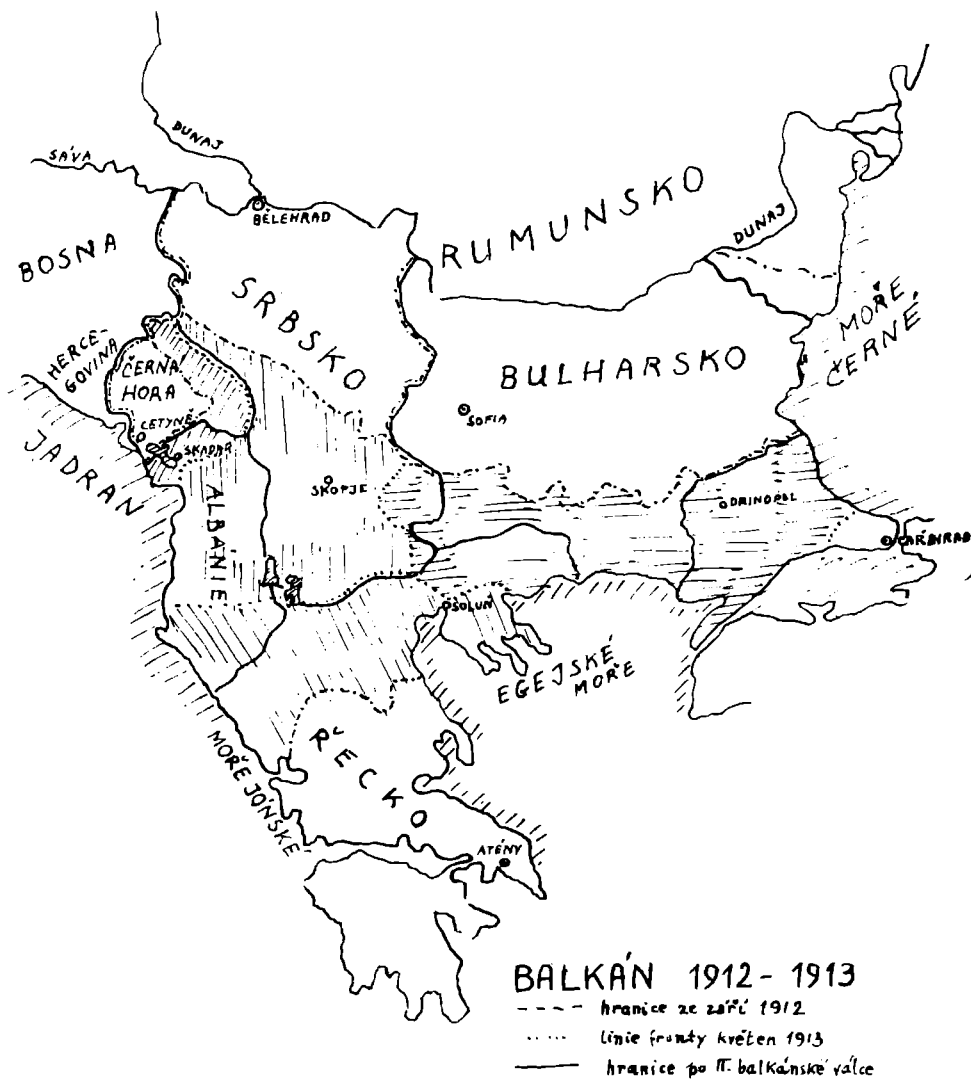 DUNAJ
SÁVA
BĚLEHRAD
RUMUNSKO
DUNAJ
BOSNA
SRBSKO
MOŘE
ČERNÉ
HERCE-
GOVINA
ČERNÁ
HORA
BULHARSKO
SOFIA
CETYNĚ
SKADAR
JADRAN
SKOPJE
DRINOPOL
ALBÁNIE
CARIHRAD
SOLUŇ
EGEJSKÉ
MOŘE
ŘECKO
MOŘE JÓNSKÉ
ATÉNY
BALKÁN 1912 - 1913
hranice ze září 1912
linie fronty květen 1913
hranice po II. balkánské válce